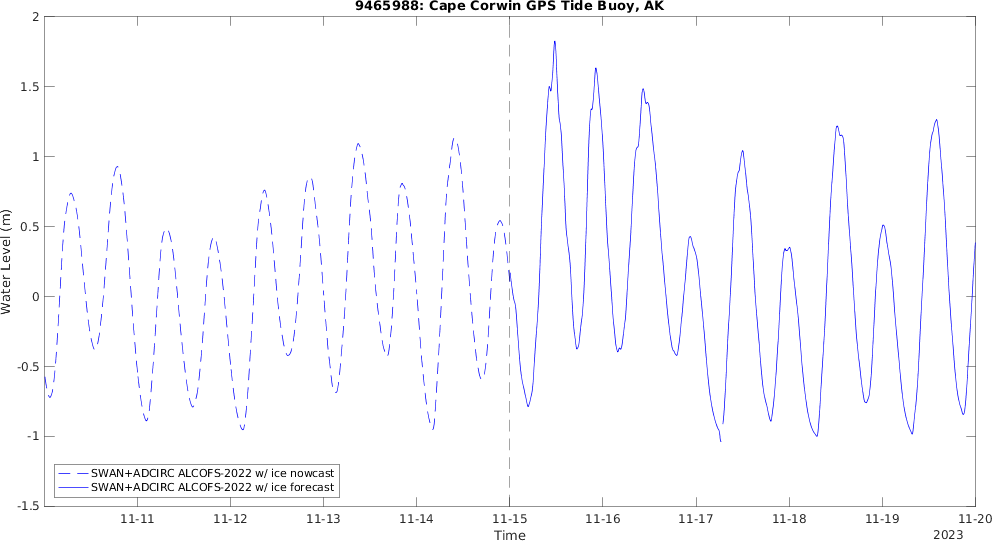 9465988: Cape Corwin GPS Tide Buoy, AK
Water Level (m)
2
1.5
1
0.5
0
-0.5
-1
-1.5
SWAN+ADCIRC ALCOFS-2022 w/ ice nowcast
SWAN+ADCIRC ALCOFS-2022 w/ ice forecast
11-11 11-12 11-13 11-14 11-15 11-16 11-17 11-18 11-19 11-20
Time
2023